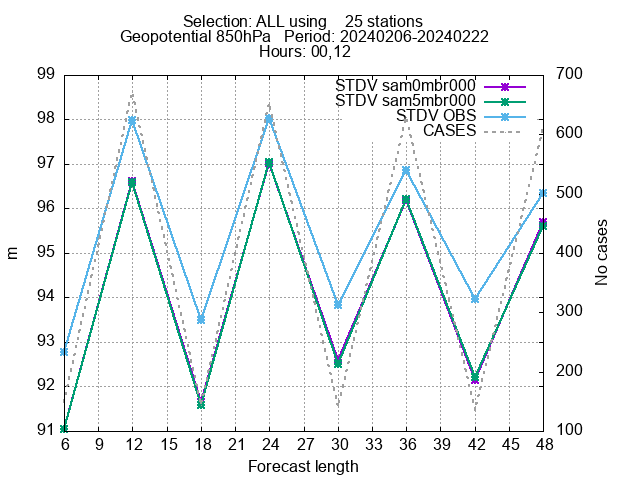 Selection: ALL using    25 stations
Geopotential 850hPa   Period: 20240206-20240222
Hours: 00,12
STDV sam0mbr000
STDV sam5mbr000
STDV OBS
CASES
99
98
97
96
95
94
93
92
91
m
700
600
500
400
300
200
100
No cases
6 9 12 15 18 21 24 27 30 33 36 39 42 45 48
Forecast length